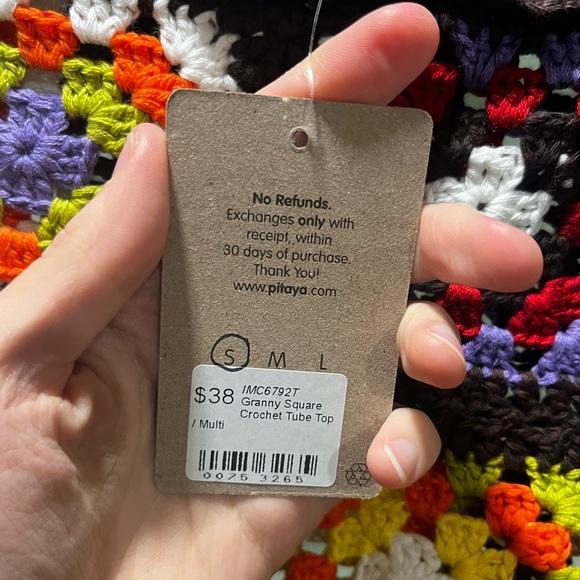 No Refunds.
Exchanges only with
receipt, within
30 days of purchase.
Thank You!
www.pitaya.com
S M L
$38 IMC6792T
Granny Square
Crochet Tube Top
/ Multi
0075 3265